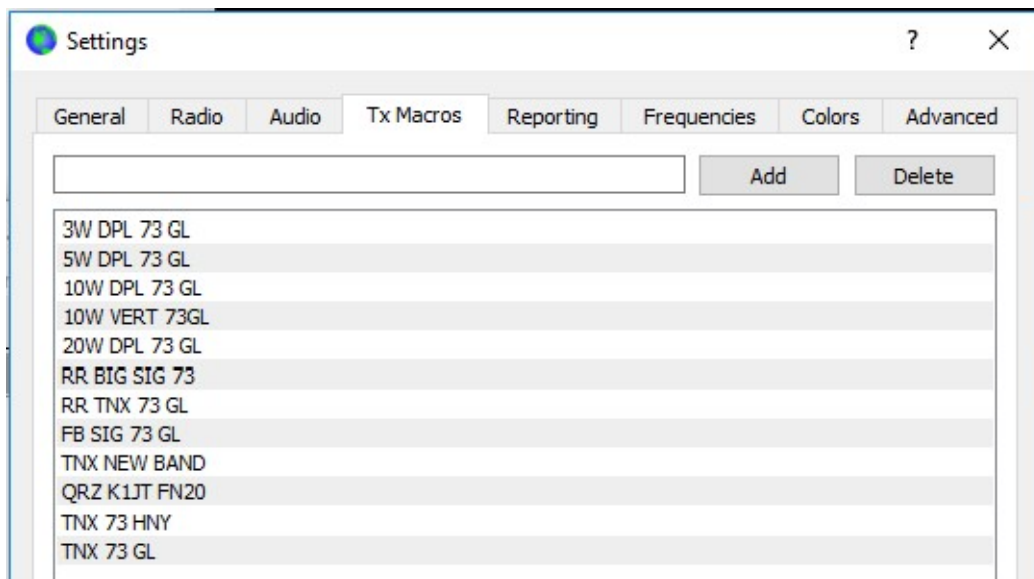 Settings ? ×
General Radio Audio Tx Macros Reporting Frequencies Colors Advanced
Add Delete
3W DPL 73 GL
5W DPL 73 GL
10W DPL 73 GL
10W VERT 73GL
20W DPL 73 GL
RR BIG SIG 73
RR TNX 73 GL
FB SIG 73 GL
TNX NEW BAND
QRZ K1JT FN20
TNX 73 HNY
TNX 73 GL